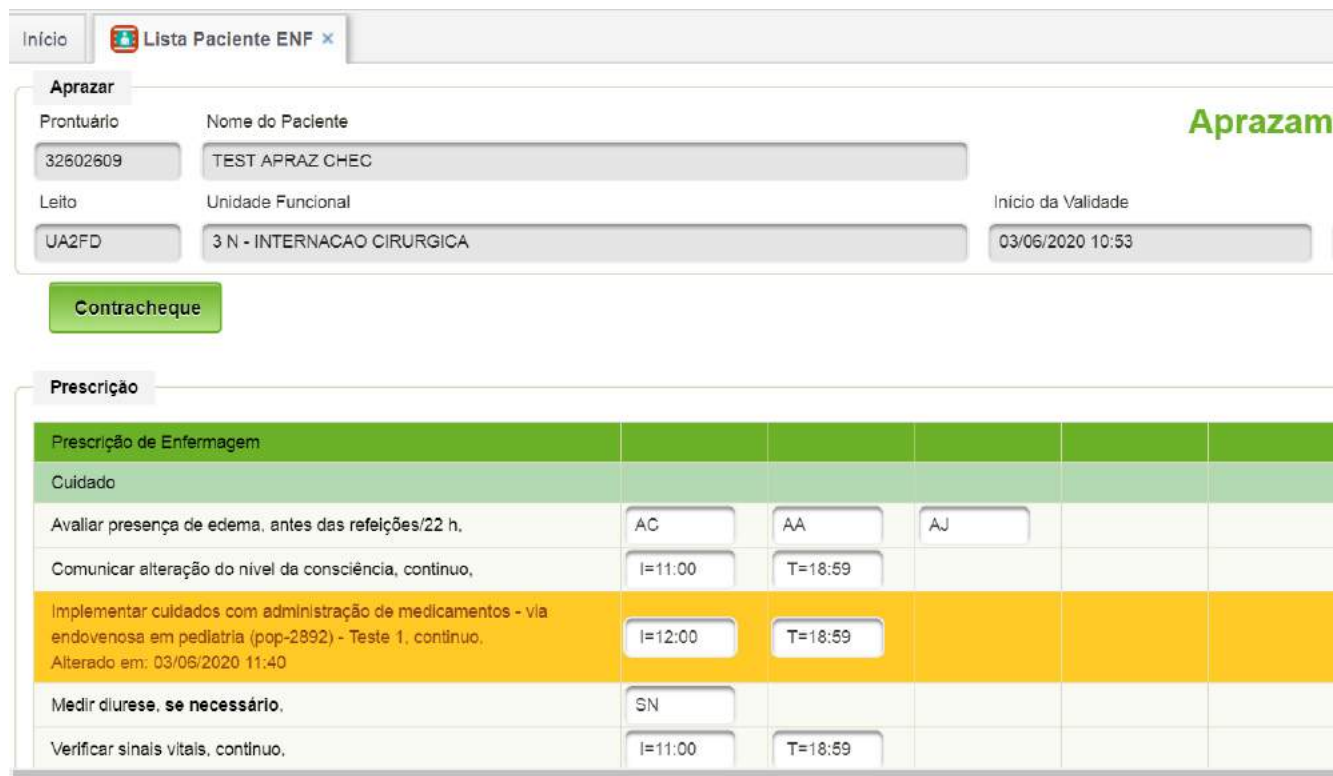 Início
Lista Paciente ENF ×
Aprazar
Prontuário Nome do Paciente
Aprazam
32602609 TEST APRAZ CHEC
Leito Unidade Funcional Início da Validade
UA2FD 3 N - INTERNACAO CIRURGICA 03/06/2020 10:53
Contracheque
Prescrição
Prescrição de Enfermagem
Cuidado
Avaliar presença de edema, antes das refeições/22 h, AC AA AJ
Comunicar alteração do nível da consciência, continuo, I=11:00 T=18:59
Implementar cuidados com administração de medicamentos - via
endovenosa em pediatria (pop-2892) - Teste 1, continuo, I=12:00 T=18:59
Alterado em: 03/06/2020 11:40
Medir diurese, se necessário, SN
Verificar sinais vitais, continuo, I=11:00 T=18:59